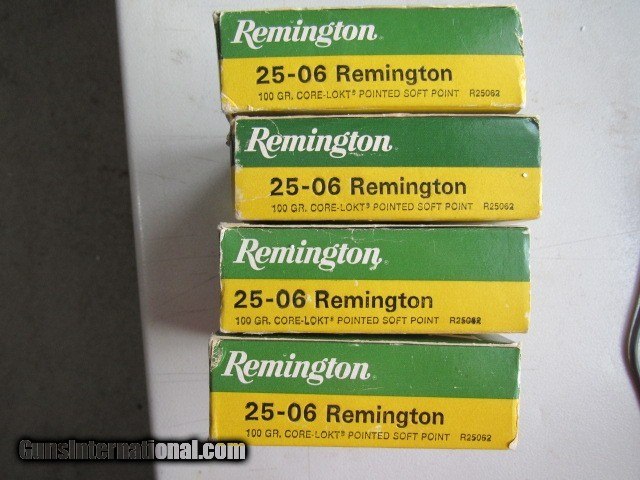 Remington.
25-06 Remington
100 GR. CORE-LOKT® POINTED SOFT POINT R25062
Remington.
25-06 Remington
100 GR. CORE-LOKT® POINTED SOFT POINT R25062
Remington.
25-06 Remington
100 GR. CORE-LOKT® POINTED SOFT POINT R25062
Remington.
25-06 Remington
100 GR. CORE-LOKT® POINTED SOFT POINT R25062
GunsInternational.com